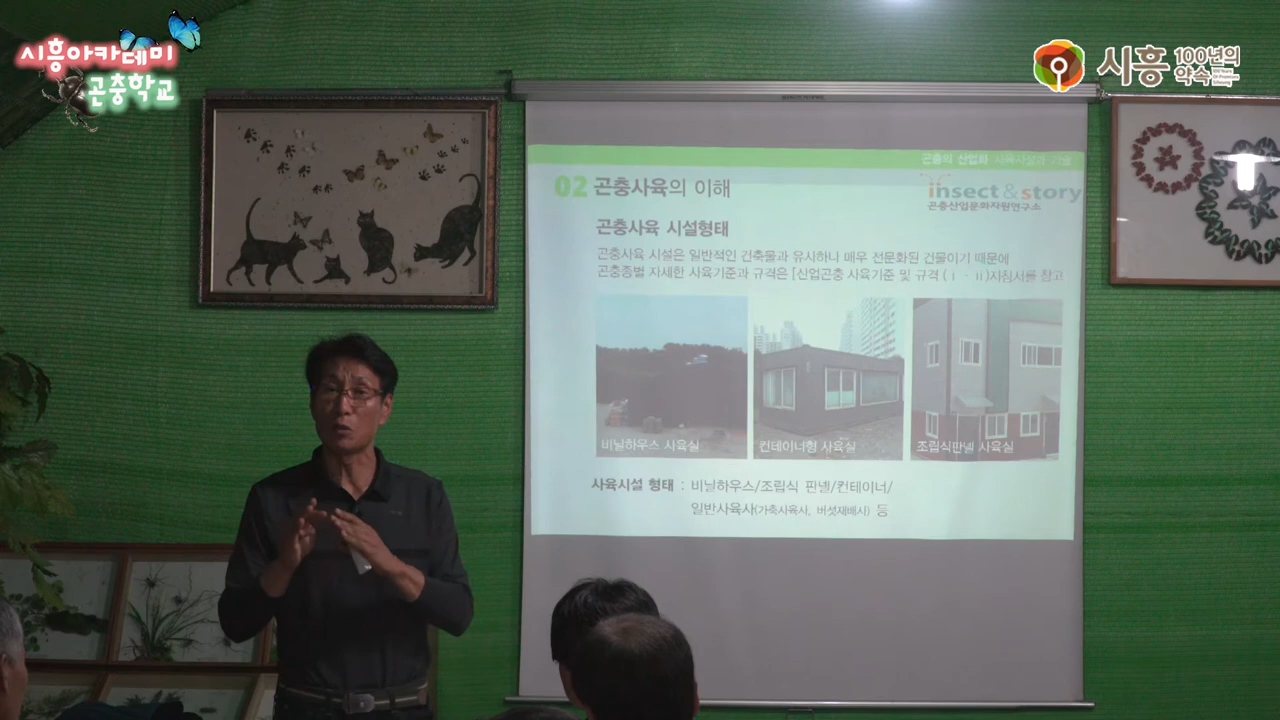 시흥아카데미
곤충학교
시흥 100년의 약속
곤충의 산업화 사육시설과 기술
02 곤충사육의 이해
insect & story
곤충산업문화자원연구소
곤충사육 시설형태
곤충사육 시설은 일반적인 건축물과 유사하나 매우 전문화된 건물이기 때문에
곤충종별 자세한 사육기준과 규격은 [산업곤충 사육기준 및 규격 ( i · ii )지침서를 참고
비닐하우스 사육실
컨테이너형 사육실
조립식판넬 사육실
사육시설 형태 : 비닐하우스/조립식 판넬/컨테이너/
일반사육사(가축사육사, 버섯재배사) 등